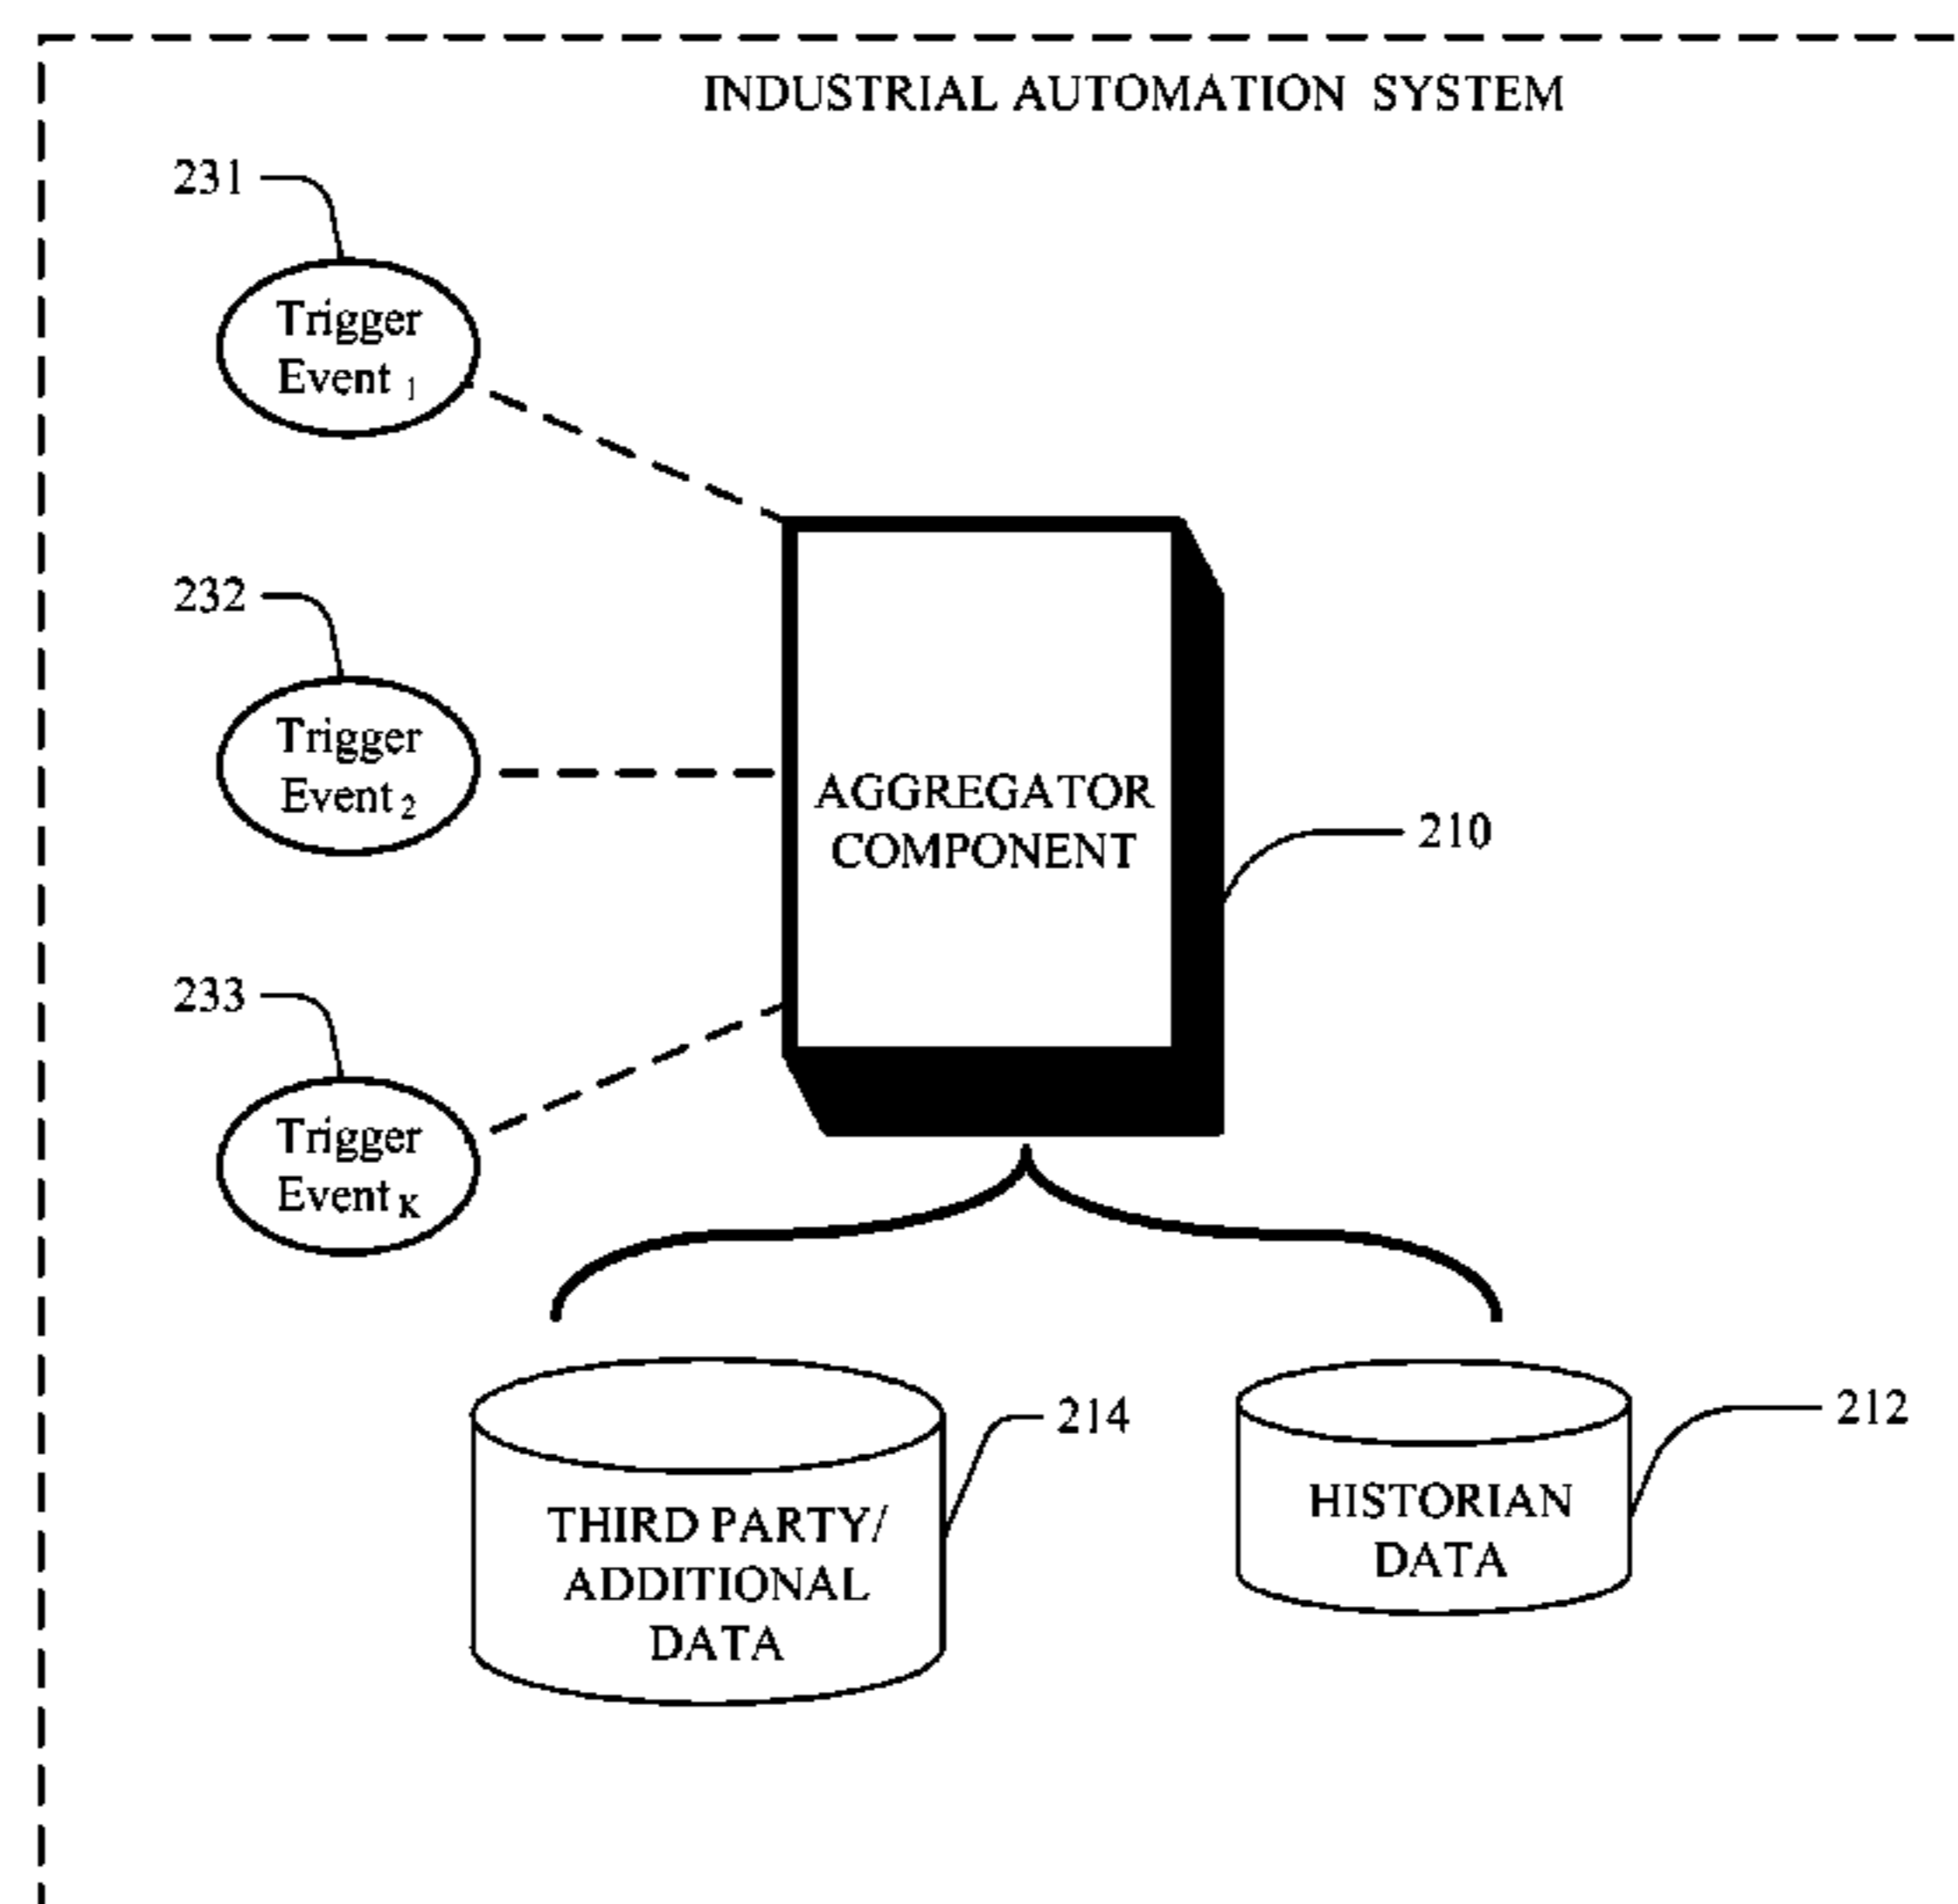 INDUSTRIAL AUTOMATION SYSTEM
231
Trigger
Event 1
232
Trigger
Event 2
AGGREGATOR
COMPONENT
210
233
Trigger
Event K
214
212
THIRD PARTY/
ADDITIONAL
DATA
HISTORIAN
DATA